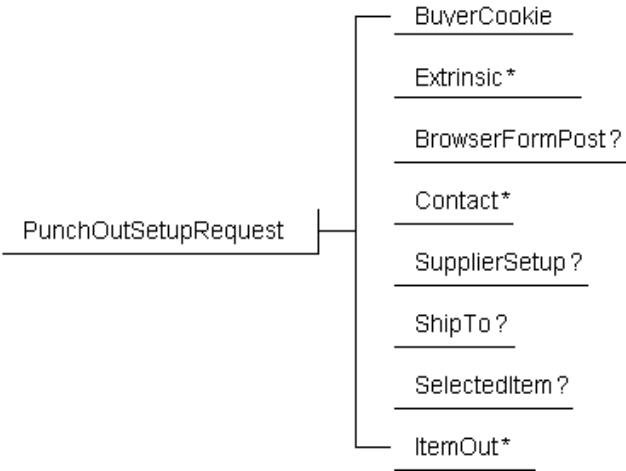 BuyerCookie
Extrinsic*
BrowserFormPost?
Contact*
PunchOutSetupRequest
SupplierSetup?
ShipTo?
SelectedItem?
ItemOut*